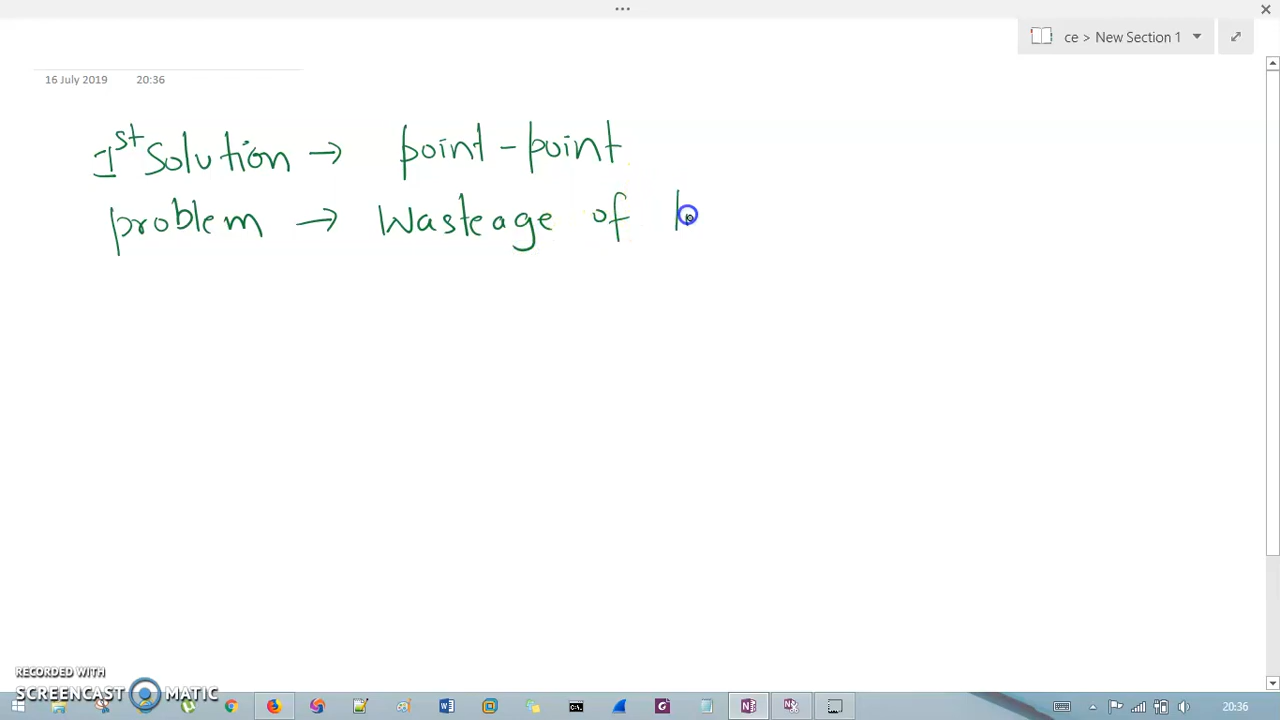 ce > New Section 1
16 July 2019 20:36
1st Solution → point - point
problem → Wasteage of
RECORDED WITH
SCREENCAST MATIC
20:36